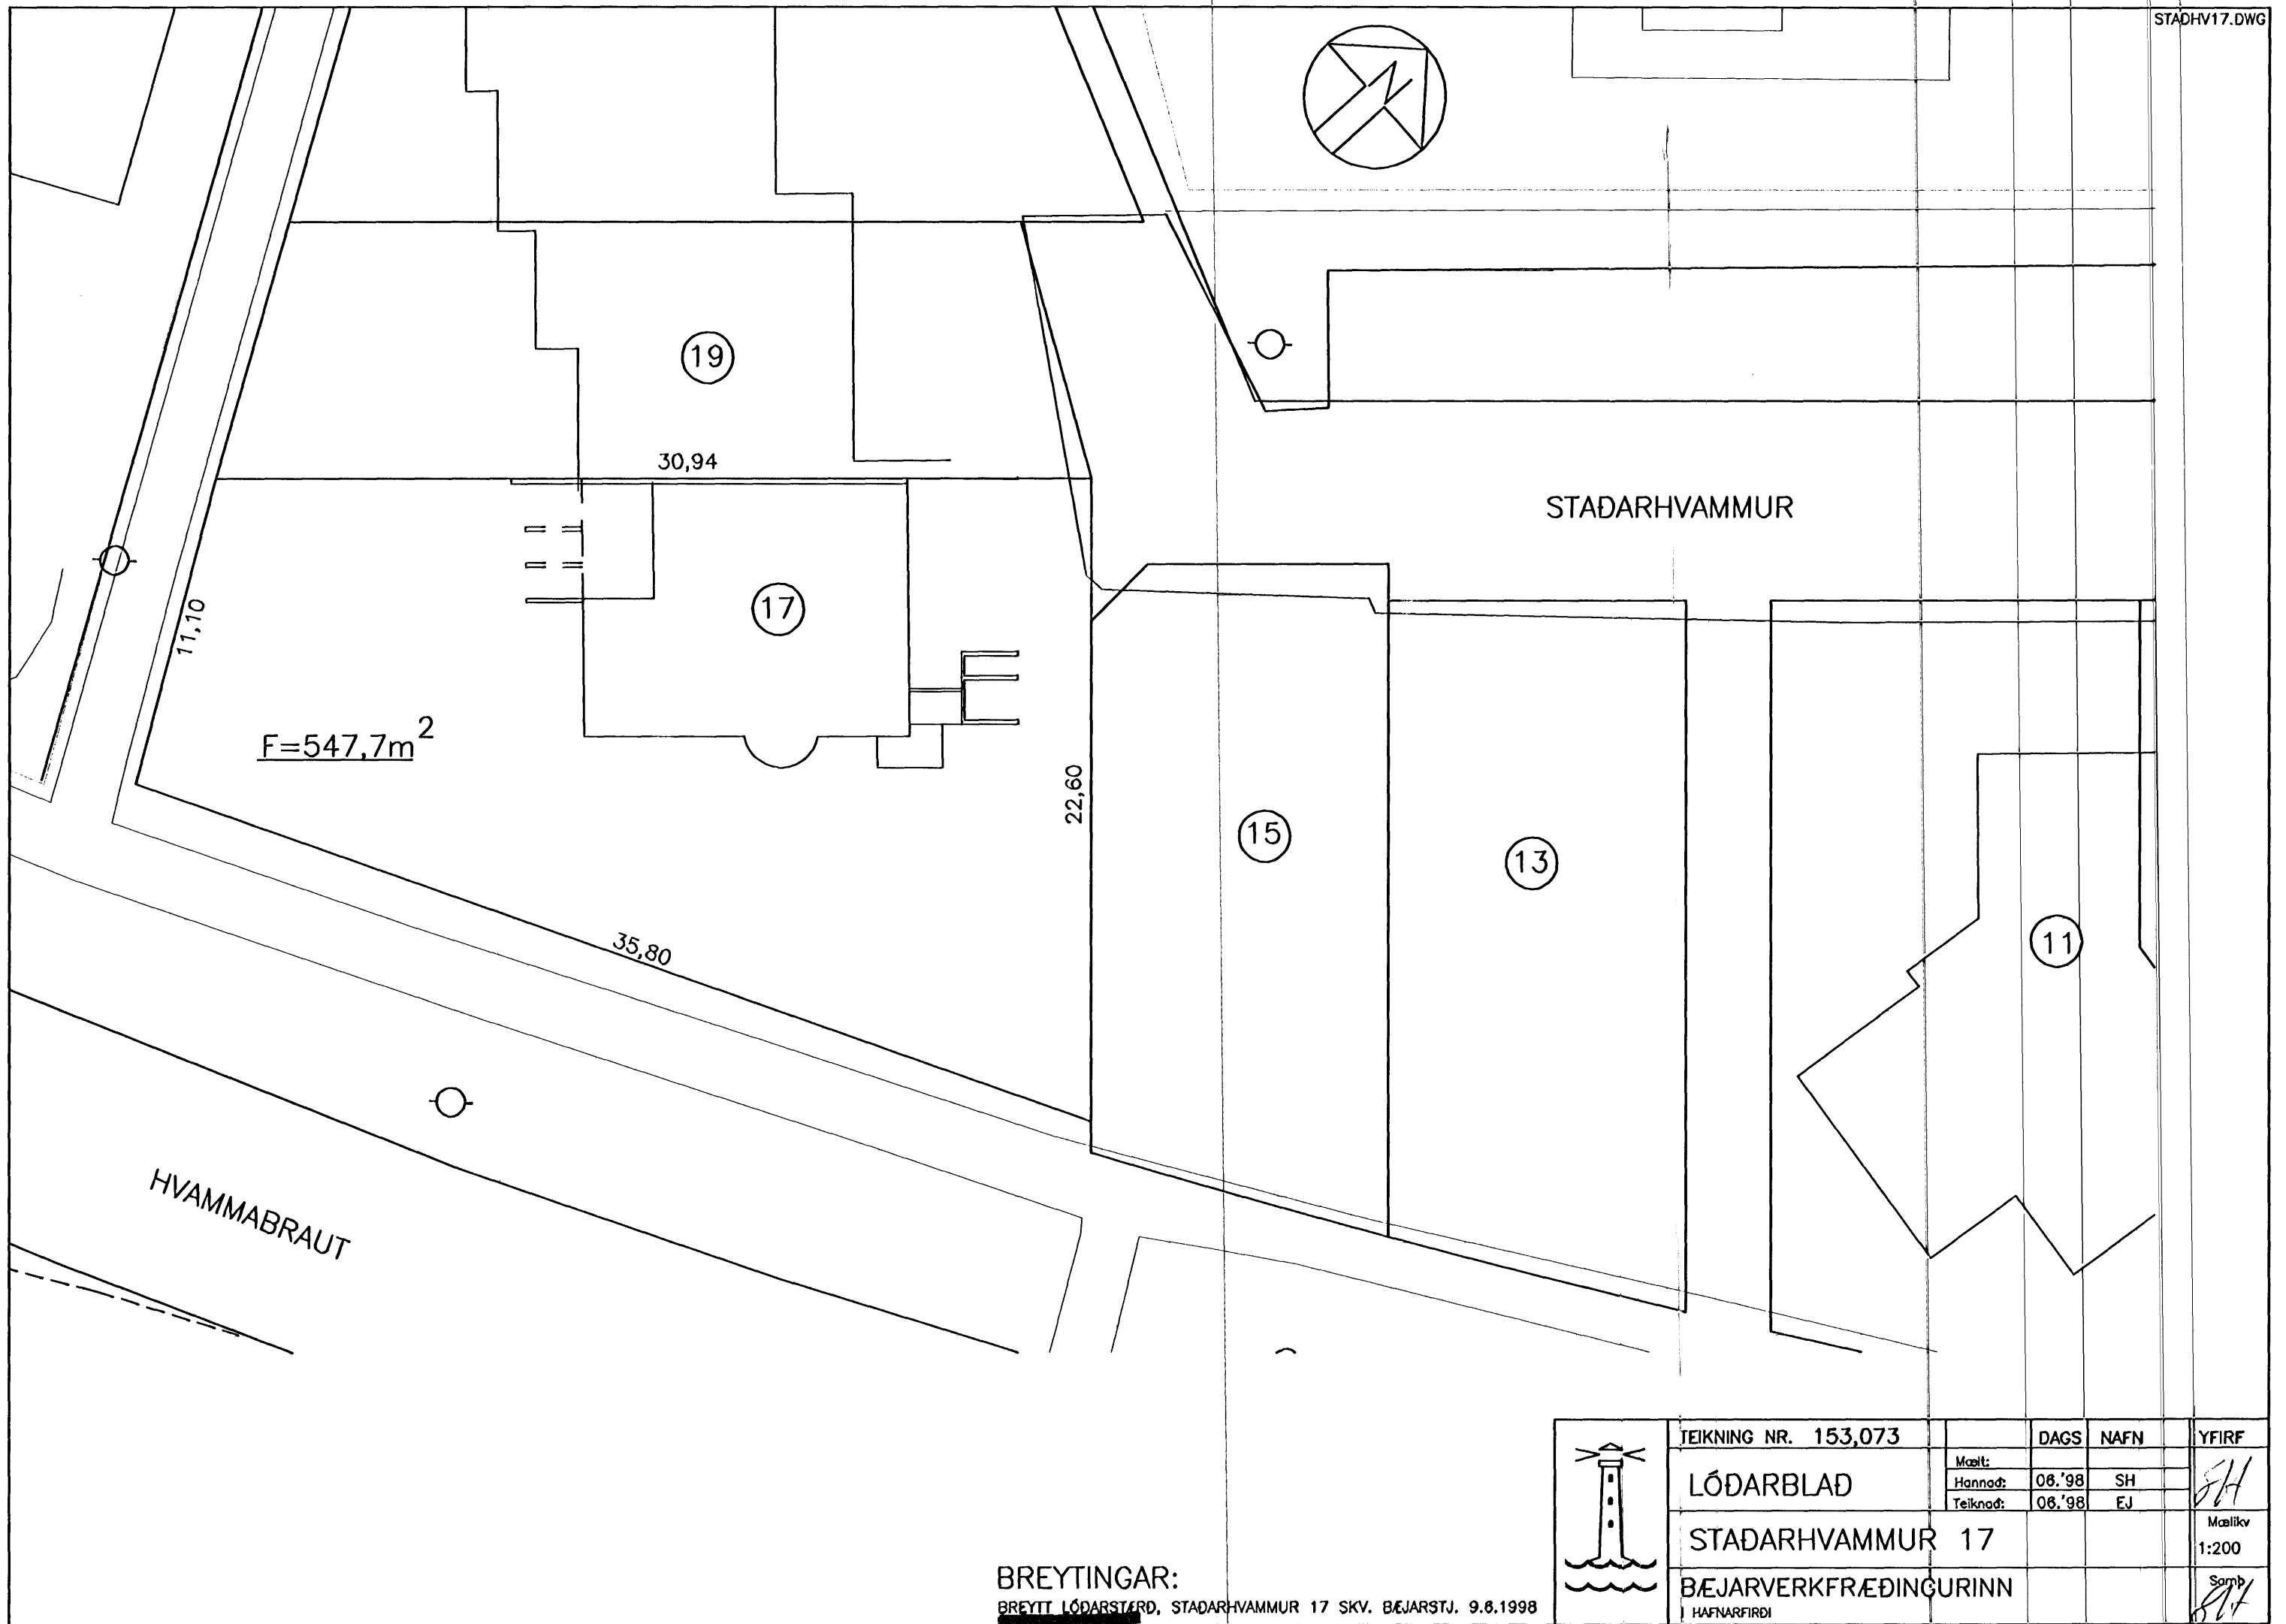 STAÐHV17.DWG
19
30,94
STAÐARHVAMMUR
17
11,10
F=547,7m2
22,60
15
13
11
35,80
HVAMMABRAUT
TEIKNING NR. 153,073
DAGS NAFN YFIRF
Mælt:
LÓÐARBLAÐ
Hannað: 06.'98 SH
Teiknað: 06.'98 EJ
STAÐARHVAMMUR 17
Mælikv
1:200
BÆJARVERKFRÆÐINGURINN
HAFNARFIRÐI
Samþ
BREYTINGAR:
BREYTT LÓÐARSTÆRÐ, STAÐARHVAMMUR 17 SKV. BÆJARSTJ. 9.6.1998